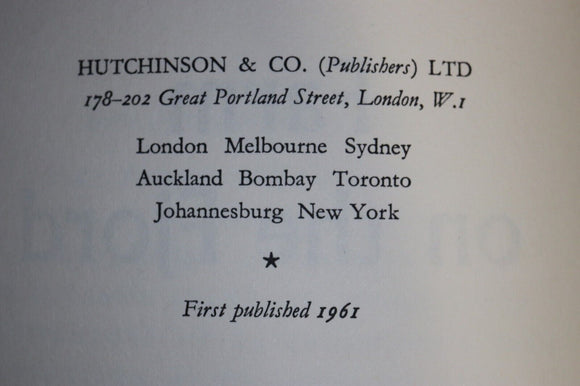 HUTCHINSON & CO. (Publishers) LTD
178–202 Great Portland Street, London, W.1
London Melbourne Sydney
Auckland Bombay Toronto
Johannesburg New York
★
First published 1961